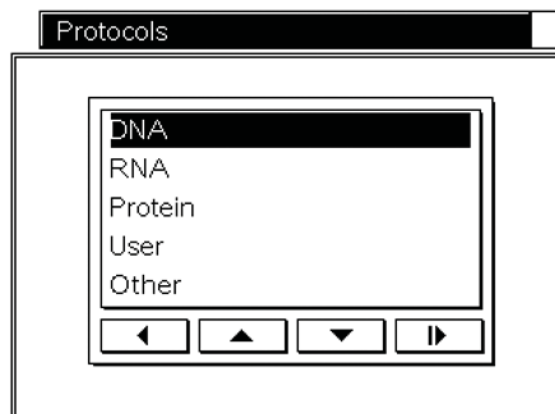 Protocols
DNA
RNA
Protein
User
Other